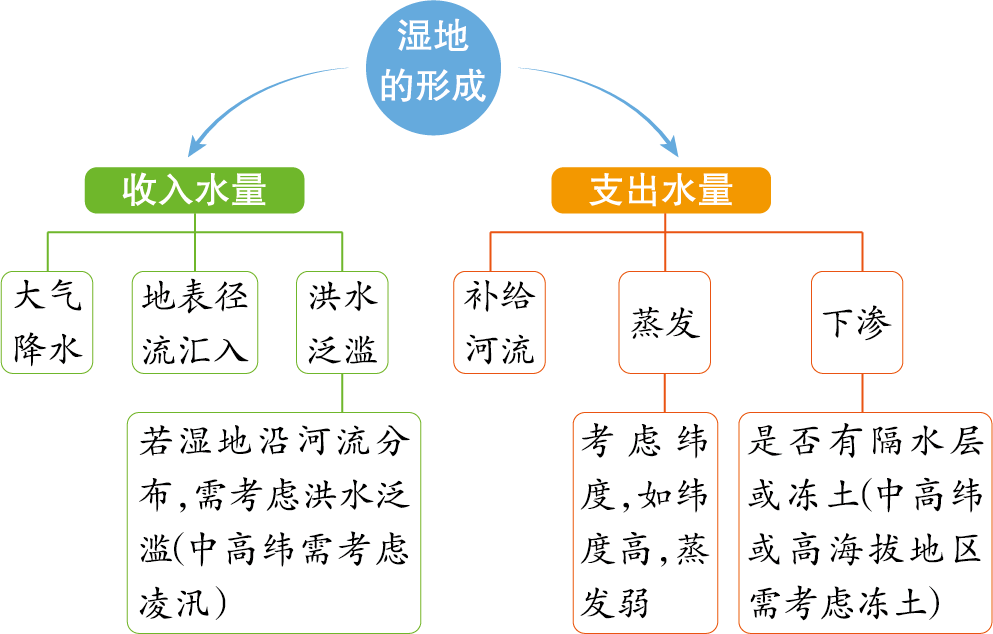 湿地
的形成
收入水量
支出水量
大气
降水
地表径
流汇入
洪水
泛滥
补给
河流
蒸发
下渗
若湿地沿河流分
布,需考虑洪水泛
滥(中高纬需考虑
凌汛)
考虑纬
度,如纬
度高,蒸
发弱
是否有隔水层
或冻土(中高纬
或高海拔地区
需考虑冻土)